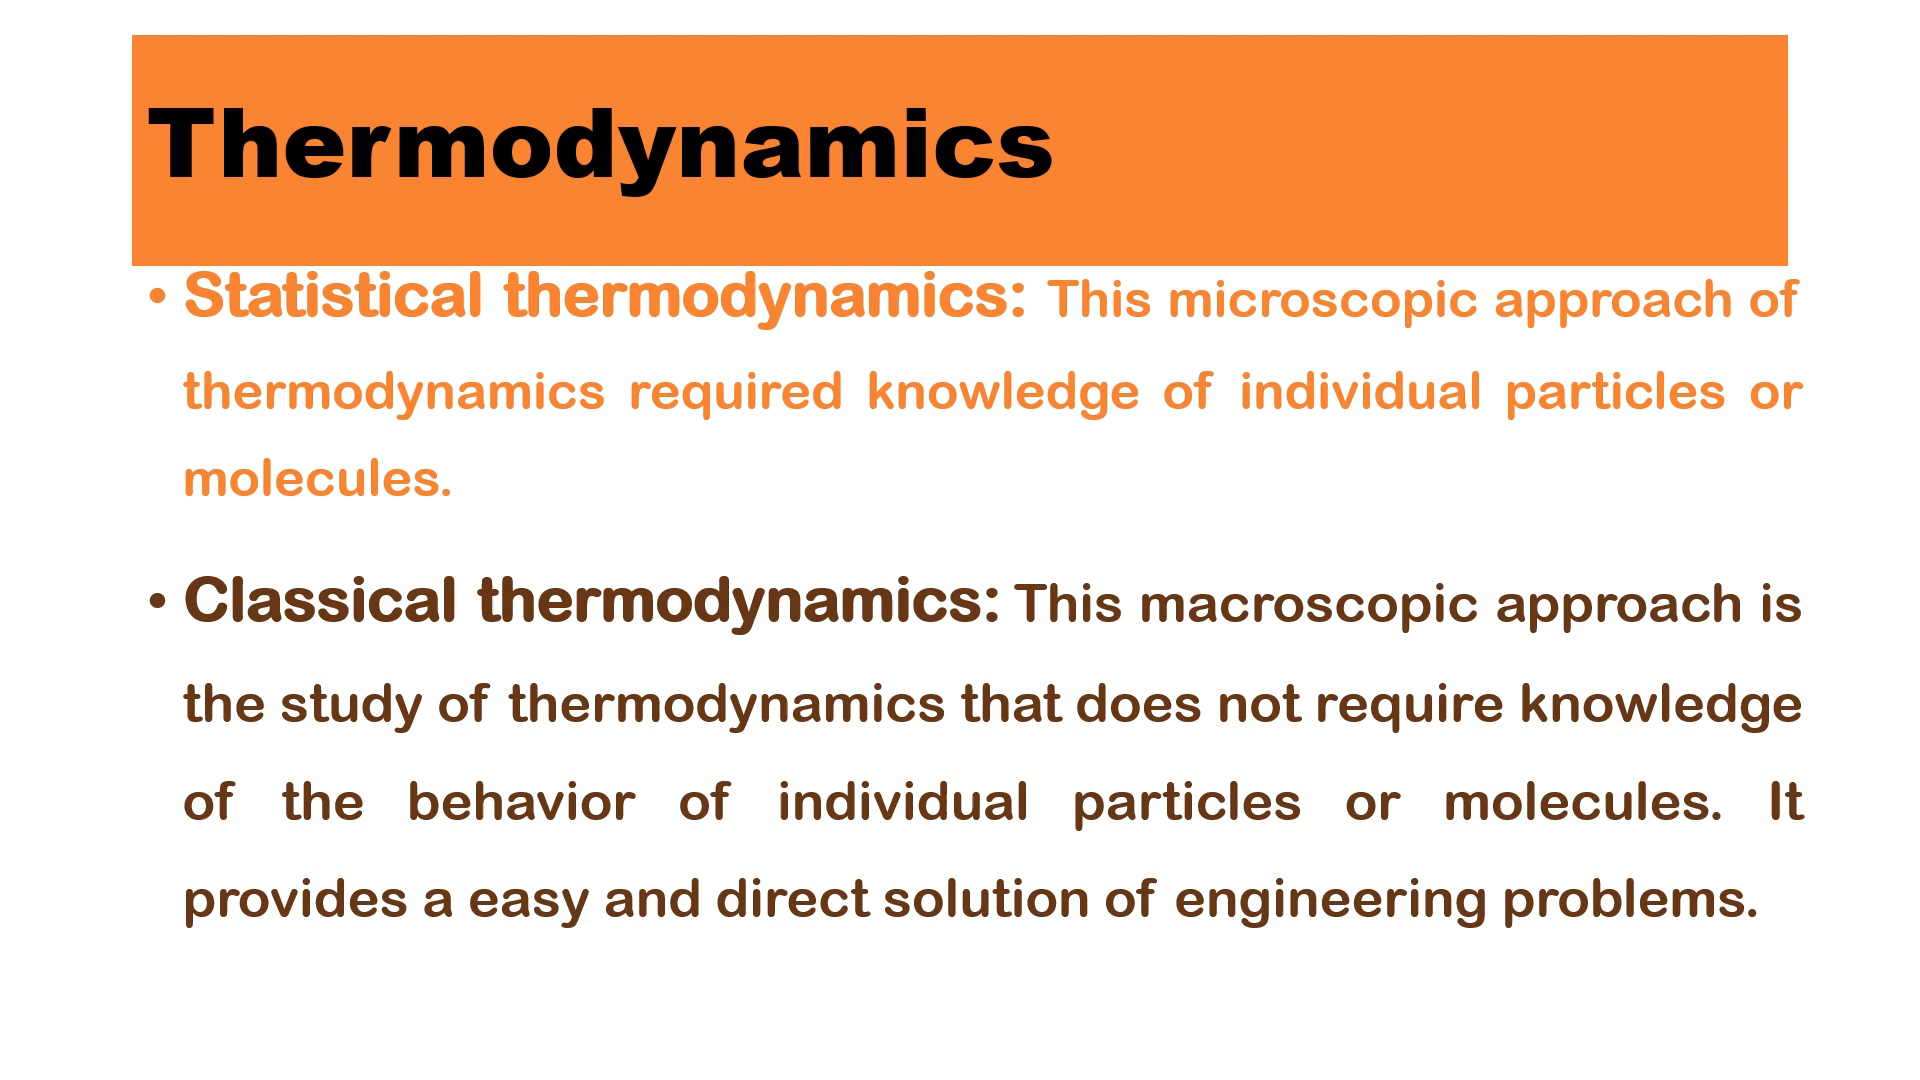 Thermodynamics
• Statistical thermodynamics: This microscopic approach of
thermodynamics required knowledge of individual particles or
molecules.
• Classical thermodynamics: This macroscopic approach is
the study of thermodynamics that does not require knowledge
of the behavior of individual particles or molecules. It
provides a easy and direct solution of engineering problems.